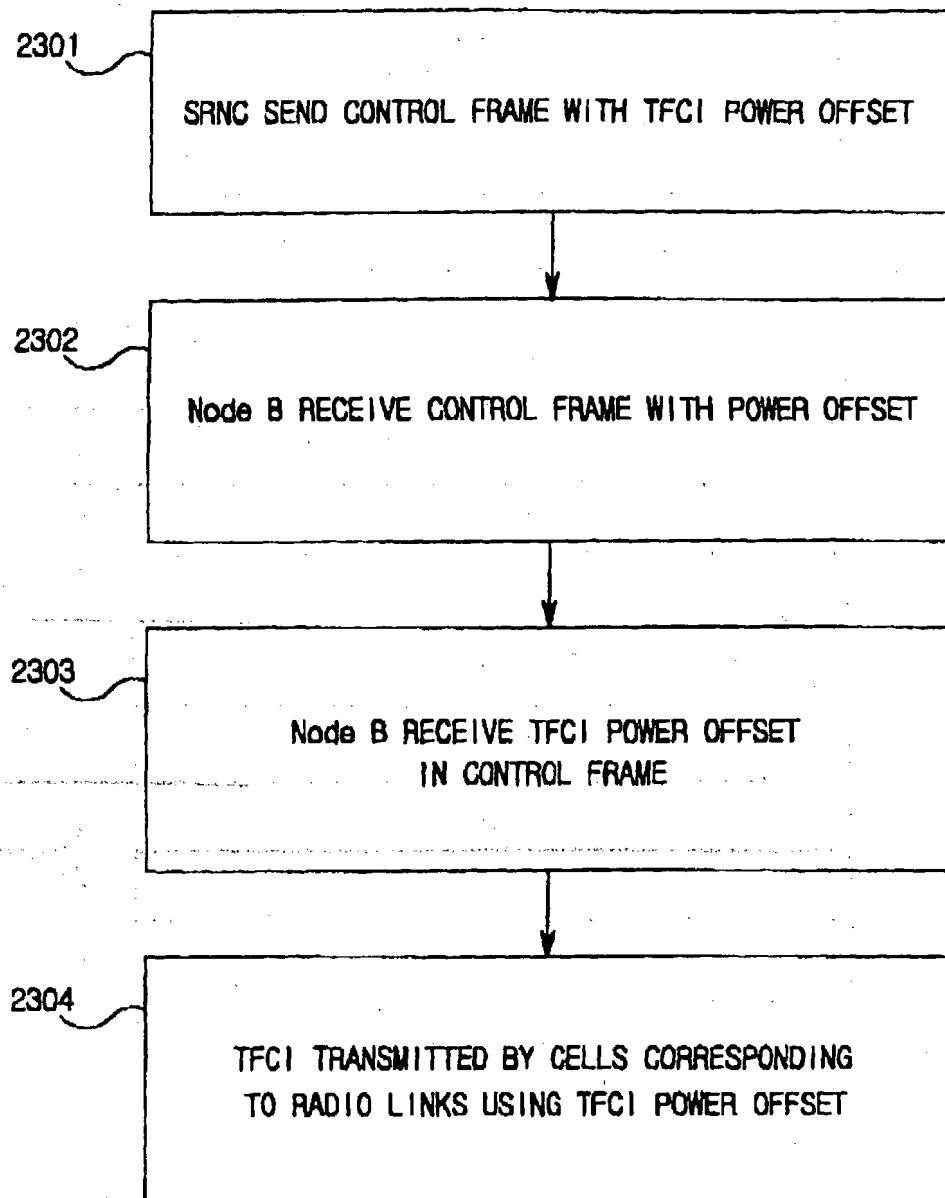 2301
SRNC SEND CONTROL FRAME WITH TFCI POWER OFFSET
2302
Node B RECEIVE CONTROL FRAME WITH POWER OFFSET
2303
Node B RECEIVE TFCI POWER OFFSET
IN CONTROL FRAME
2304
TFCI TRANSMITTED BY CELLS CORRESPONDING
TO RADIO LINKS USING TFCI POWER OFFSET